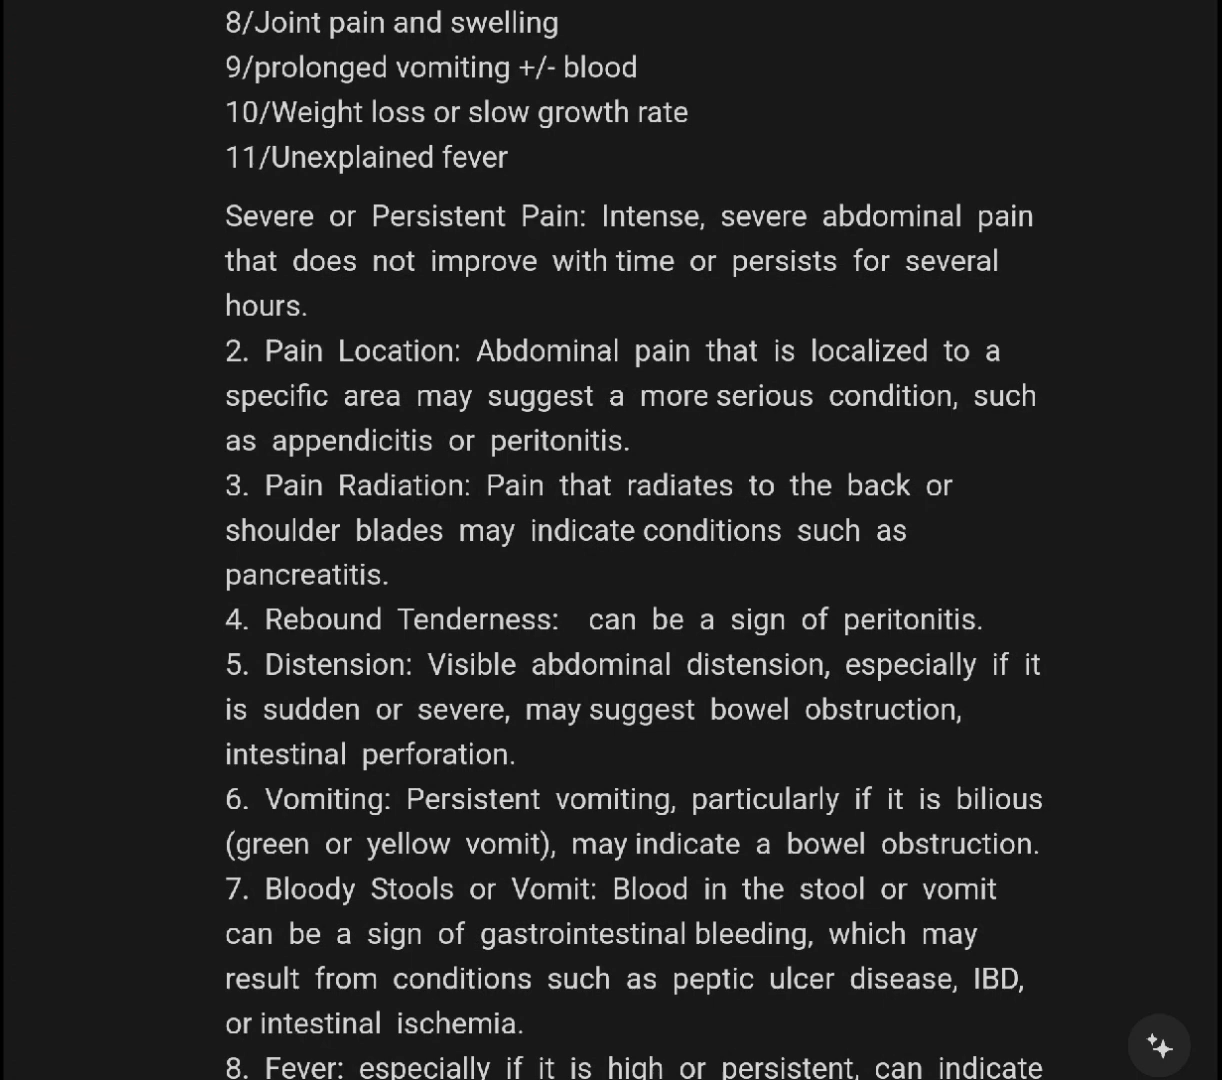 8/Joint pain and swelling
9/prolonged vomiting +/- blood
10/Weight loss or slow growth rate
11/Unexplained fever
Severe or Persistent Pain: Intense, severe abdominal pain
that does not improve with time or persists for several
hours.
2. Pain Location: Abdominal pain that is localized to a
specific area may suggest a more serious condition, such
as appendicitis or peritonitis.
3. Pain Radiation: Pain that radiates to the back or
shoulder blades may indicate conditions such as
pancreatitis.
4. Rebound Tenderness: can be a sign of peritonitis.
5. Distension: Visible abdominal distension, especially if it
is sudden or severe, may suggest bowel obstruction,
intestinal perforation.
6. Vomiting: Persistent vomiting, particularly if it is bilious
(green or yellow vomit), may indicate a bowel obstruction.
7. Bloody Stools or Vomit: Blood in the stool or vomit
can be a sign of gastrointestinal bleeding, which may
result from conditions such as peptic ulcer disease, IBD,
or intestinal ischemia.
8. Fever: especially if it is high or persistent, can indicate